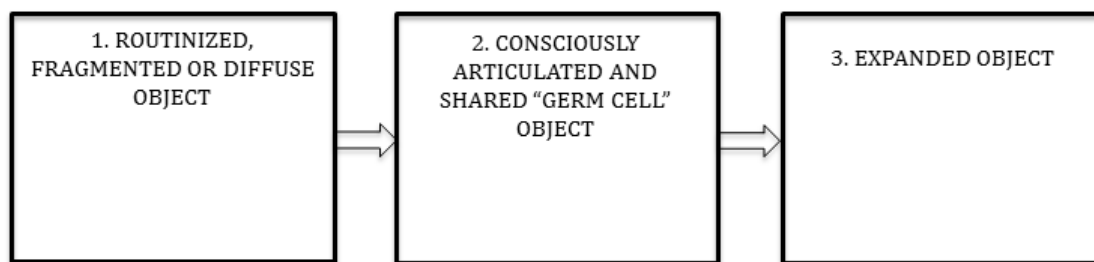 1. ROUTINIZED,
FRAGMENTED OR DIFFUSE
OBJECT
2. CONSCIOUSLY
ARTICULATED AND
SHARED “GERM CELL”
OBJECT
3. EXPANDED OBJECT